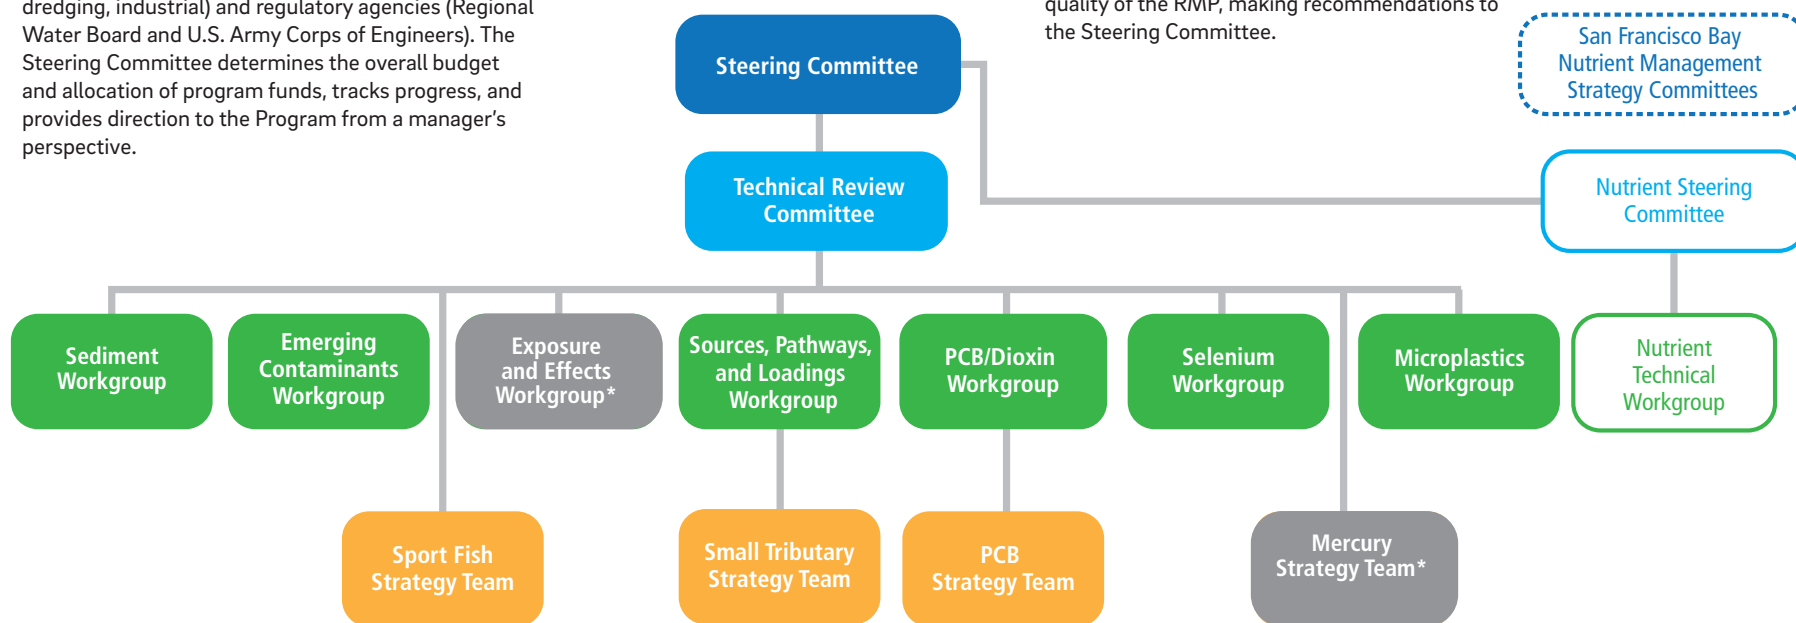 dredging, industrial) and regulatory agencies (Regional
Water Board and U.S. Army Corps of Engineers). The
Steering Committee determines the overall budget
and allocation of program funds, tracks progress, and
provides direction to the Program from a manager's
perspective.
quality of the RMP, making recommendations to
the Steering Committee.
Steering Committee
San Francisco Bay
Nutrient Management
Strategy Committees
Technical Review
Committee
Nutrient Steering
Committee
Sediment
Workgroup
Emerging
Contaminants
Workgroup
Exposure
and Effects
Workgroup*
Sources, Pathways,
and Loadings
Workgroup
PCB/Dioxin
Workgroup
Selenium
Workgroup
Microplastics
Workgroup
Nutrient
Technical
Workgroup
Sport Fish
Strategy Team
Small Tributary
Strategy Team
PCB
Strategy Team
Mercury
Strategy Team*